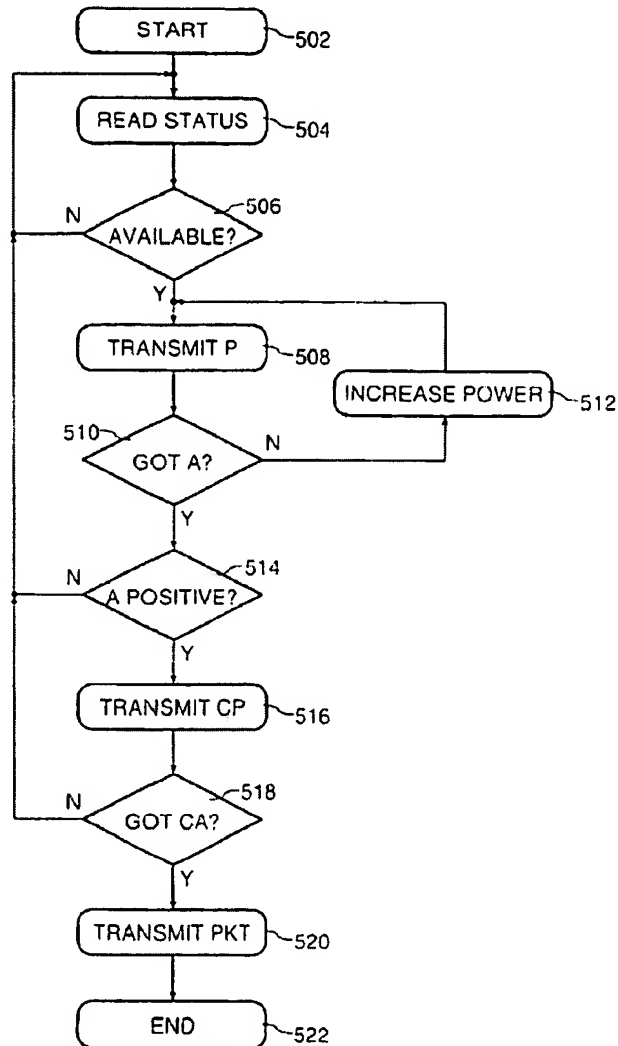 START
502
READ STATUS
504
506
N
AVAILABLE?
Y
TRANSMIT P
508
INCREASE POWER
512
510
GOT A?
N
Y
514
N
A POSITIVE?
Y
TRANSMIT CP
516
518
N
GOT CA?
Y
TRANSMIT PKT
520
END
522